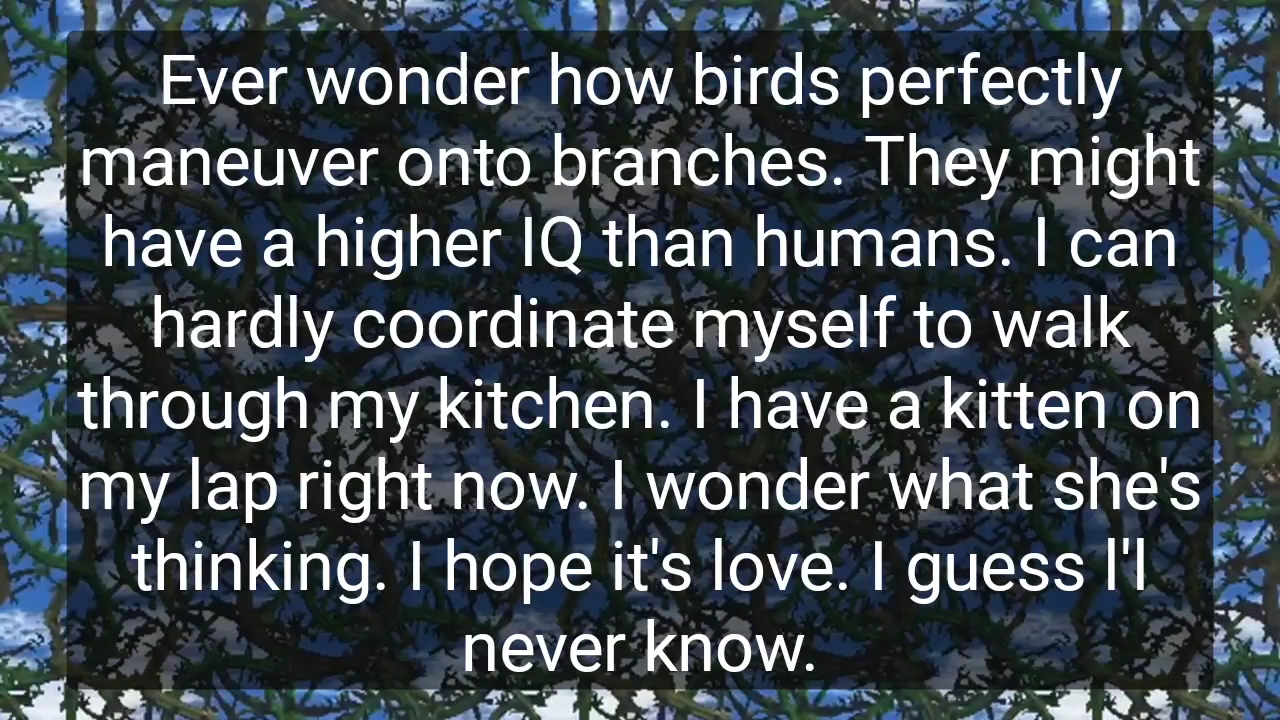 Ever wonder how birds perfectly
maneuver onto branches. They might
have a higher IQ than humans. I can
hardly coordinate myself to walk
through my kitchen. I have a kitten on
my lap right now. I wonder what she's
thinking. I hope it's love. I guess I'l
never know.